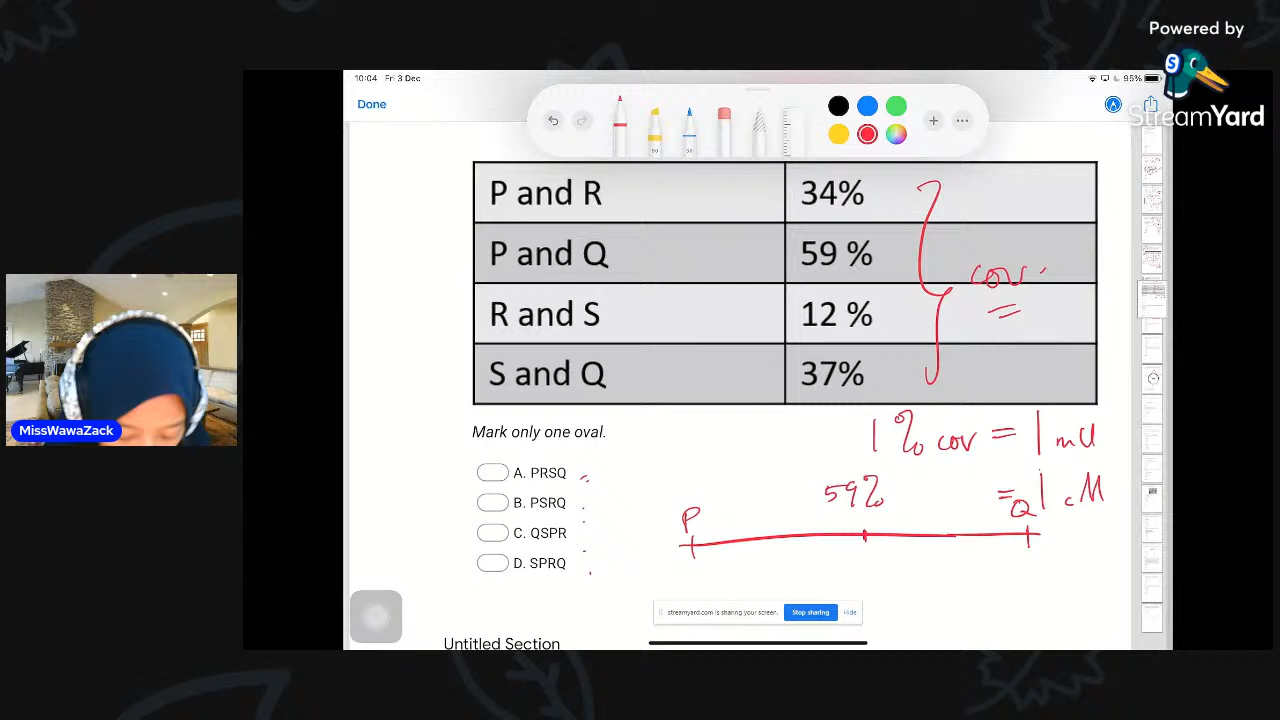 Powered by
StreamYard
10:04 Fri 3 Dec
95%
Done
P and R 34%
P and Q 59 %
R and S 12 %
S and Q 37%
cov.
=
Mark only one oval.
1% cov = 1 mU
= 1 cM
A. PRSQ
B. PSRQ
C. QSPR
D. SPRQ
P 59% Q
MissWawaZack
streamyard.com is sharing your screen. Stop sharing Hide
Untitled Section